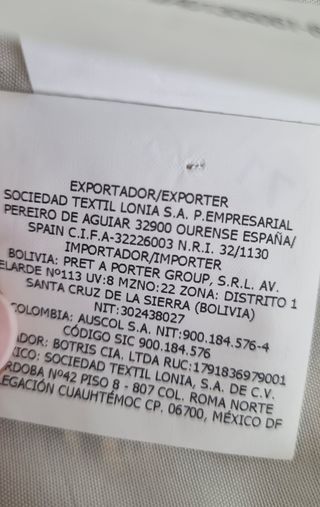 EXPORTADOR/EXPORTER
SOCIEDAD TEXTIL LONIA S.A. P.EMPRESARIAL
PEREIRO DE AGUIAR 32900 OURENSE ESPAÑA/
SPAIN C.I.F.A-32226003 N.R.I. 32/1130
IMPORTADOR/IMPORTER
BOLIVIA: PRET A PORTER GROUP, S.R.L. AV.
ELARDE Nº113 UV:8 MZNO:22 ZONA: DISTRITO 1
SANTA CRUZ DE LA SIERRA (BOLIVIA)
NIT:302438027
COLOMBIA: AUSCOL S.A. NIT:900.184.576-4
CÓDIGO SIC 900.184.576
ADOR: BOTRIS CIA. LTDA RUC:1791836979001
XICO: SOCIEDAD TEXTIL LONIA, S.A. DE C.V.
RDOBA Nº42 PISO 8 - 807 COL. ROMA NORTE
LEGACIÓN CUAUHTÉMOC CP. 06700, MÉXICO DF